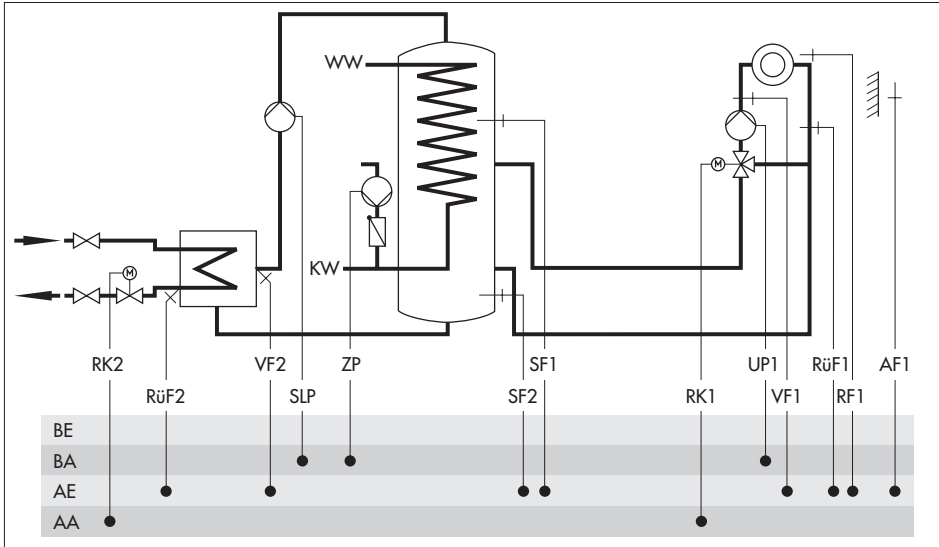 WW
M
KW
M
RK2 VF2 ZP SF1 UP1 RüF1 AF1
RüF2 SLP SF2 RK1 VF1 RF1
BE
BA
AE
AA